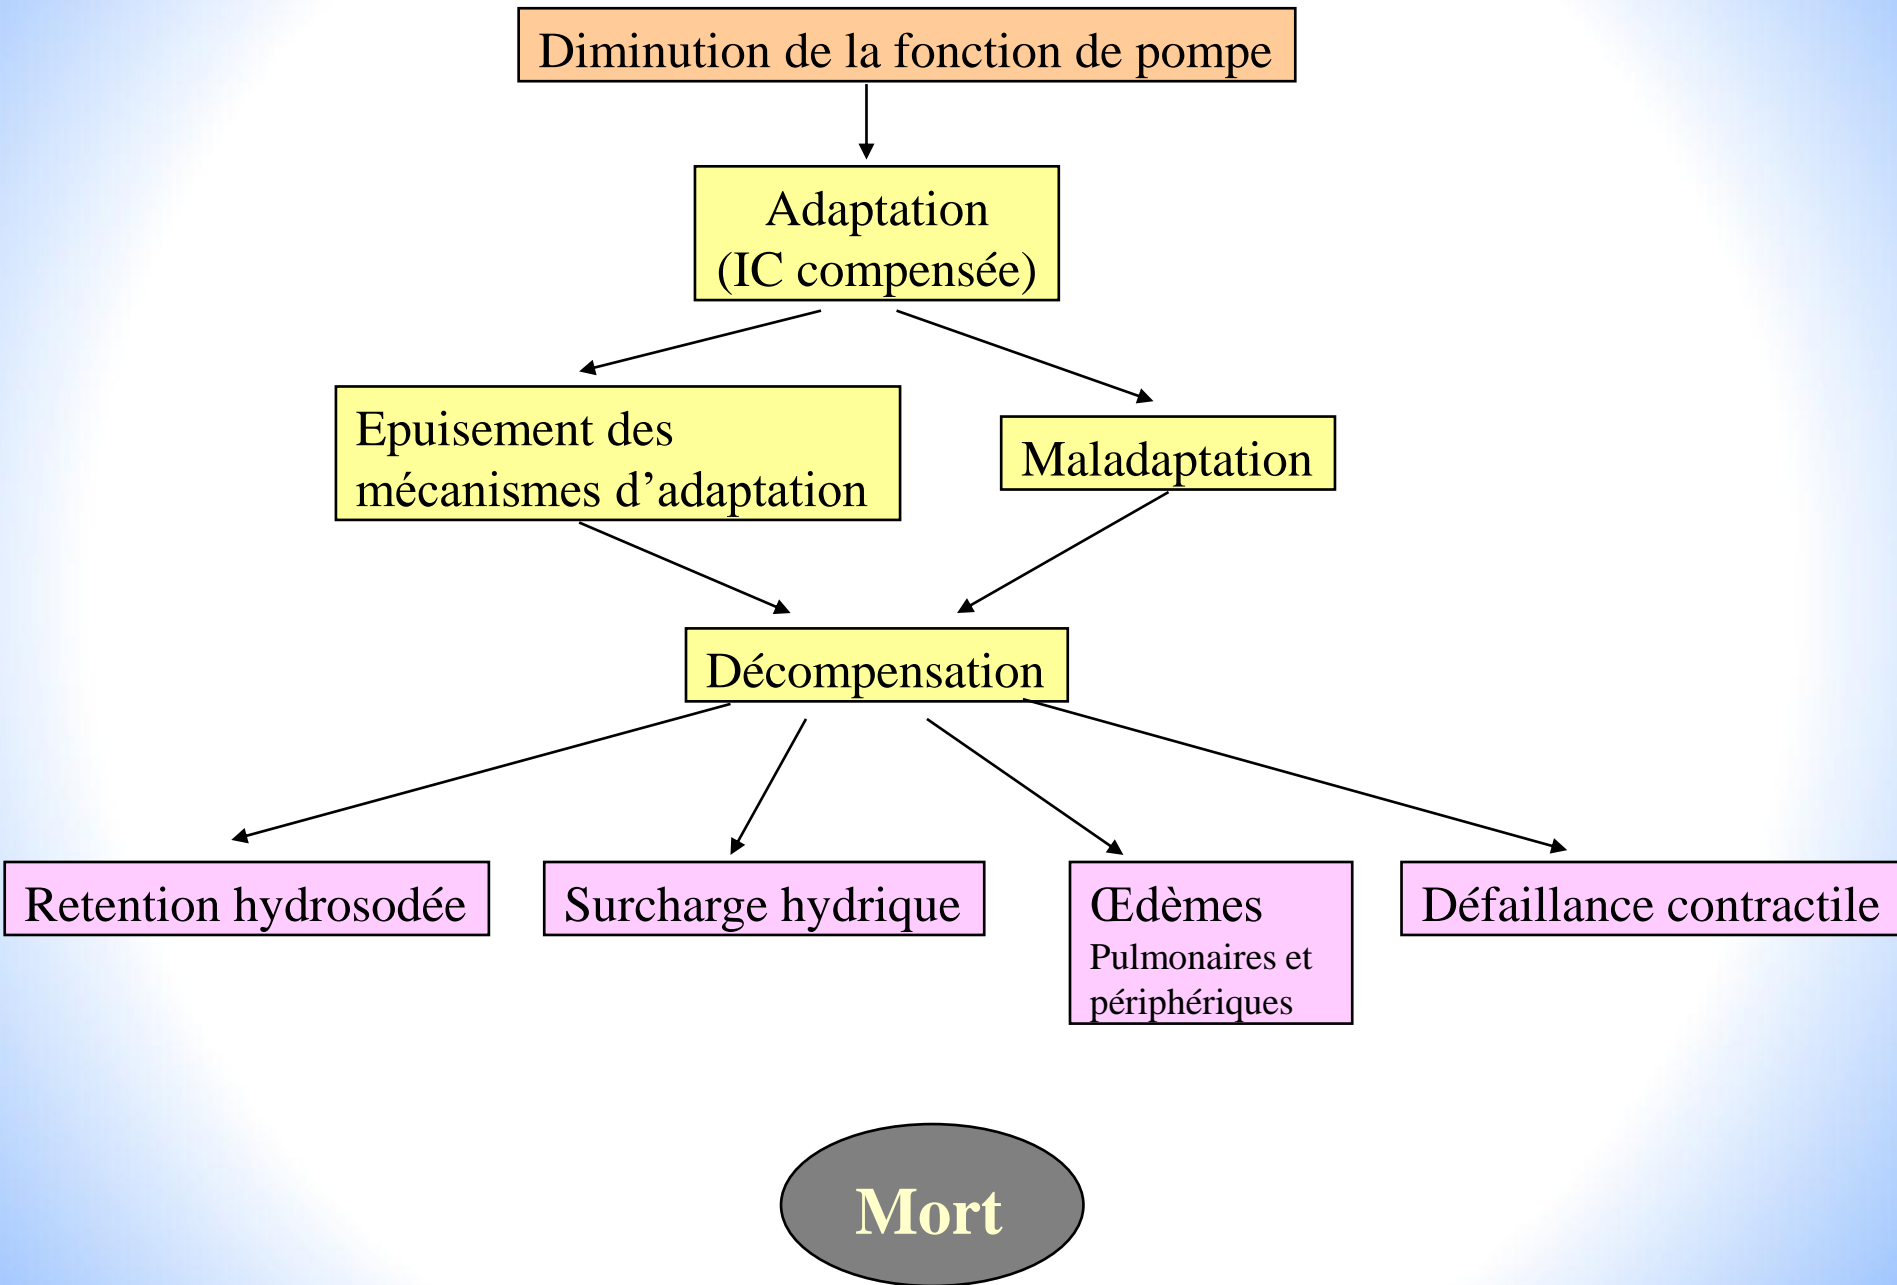 Diminution de la fonction de pompe
Adaptation
(IC compensée)
Epuisement des
mécanismes d’adaptation
Maladaptation
Décompensation
Retention hydrosodée
Surcharge hydrique
Œdèmes
Pulmonaires et
périphériques
Défaillance contractile
Mort